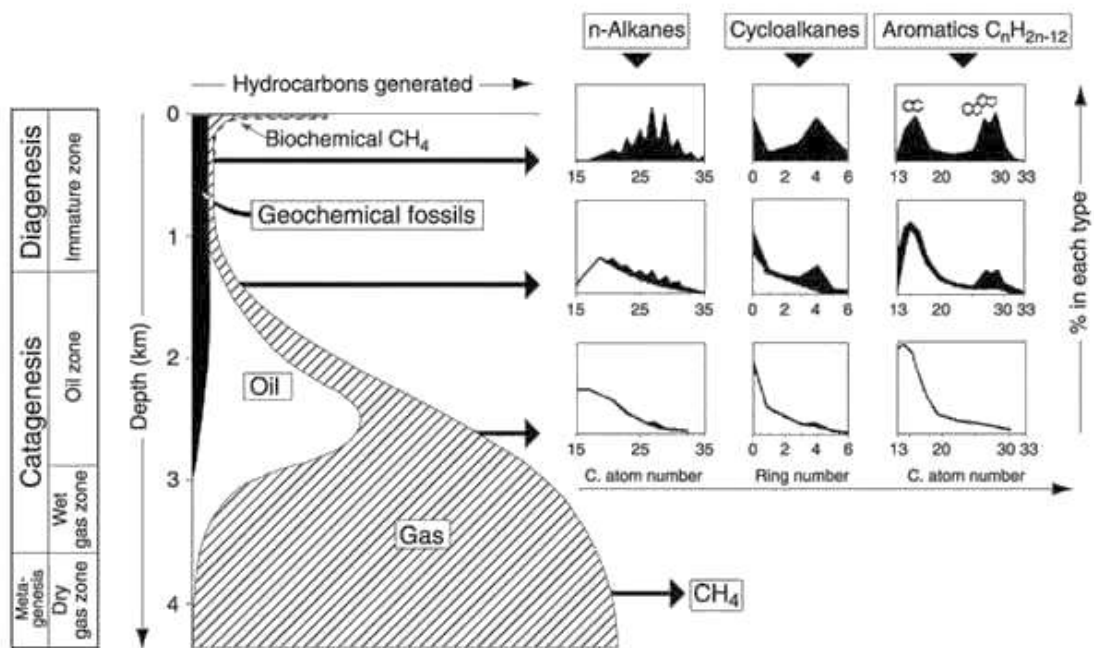 n-Alkanes
Cycloalkanes
Aromatics CnH2n-12
Hydrocarbons generated
Diagenesis
Immature zone
Catagenesis
Oil zone
Wet
gas zone
Meta-
genesis
Dry
gas zone
Depth (km)
0
1
2
3
4
Biochemical CH4
Geochemical fossils
Oil
Gas
CH4
15 25 35
0 2 4 6
13 20 30 33
15 25 35
0 2 4 6
13 20 30 33
15 25 35
0 2 4 6
13 20 30 33
C. atom number
Ring number
C. atom number
% in each type